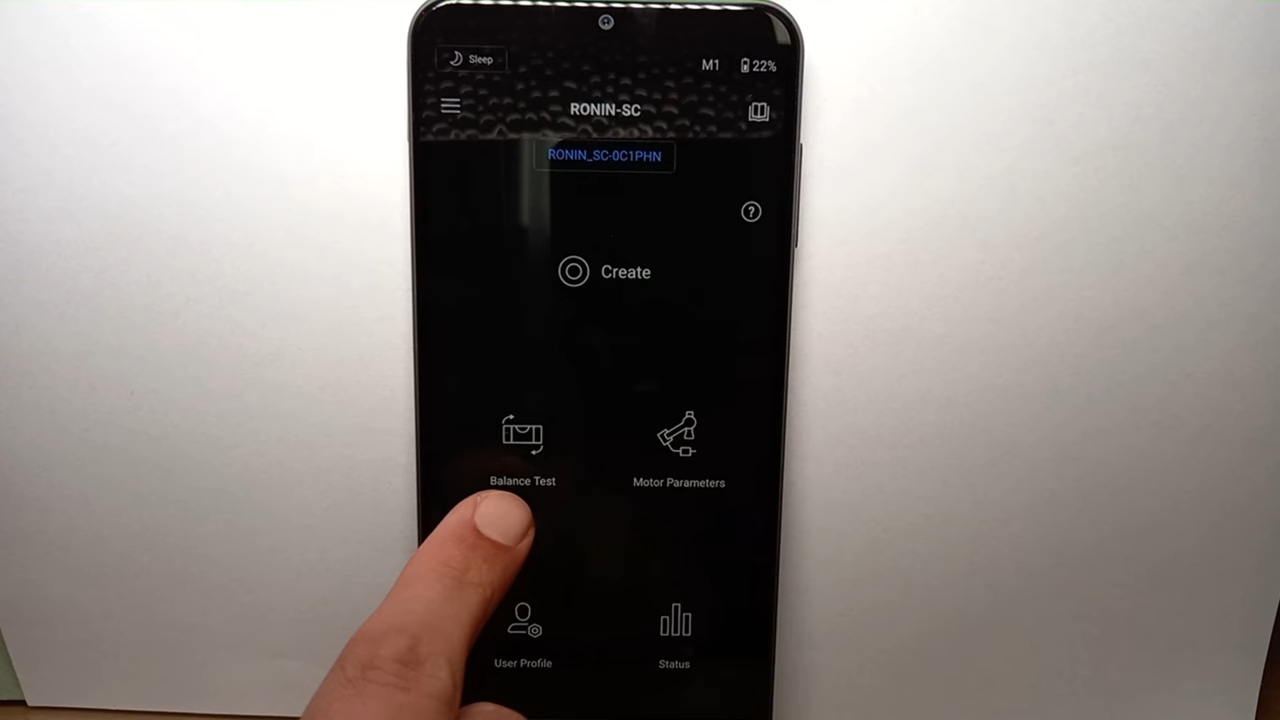 Sleep
M1 22%
RONIN-SC
RONIN_SC-0C1PHN
?
Create
Balance Test Motor Parameters
User Profile Status